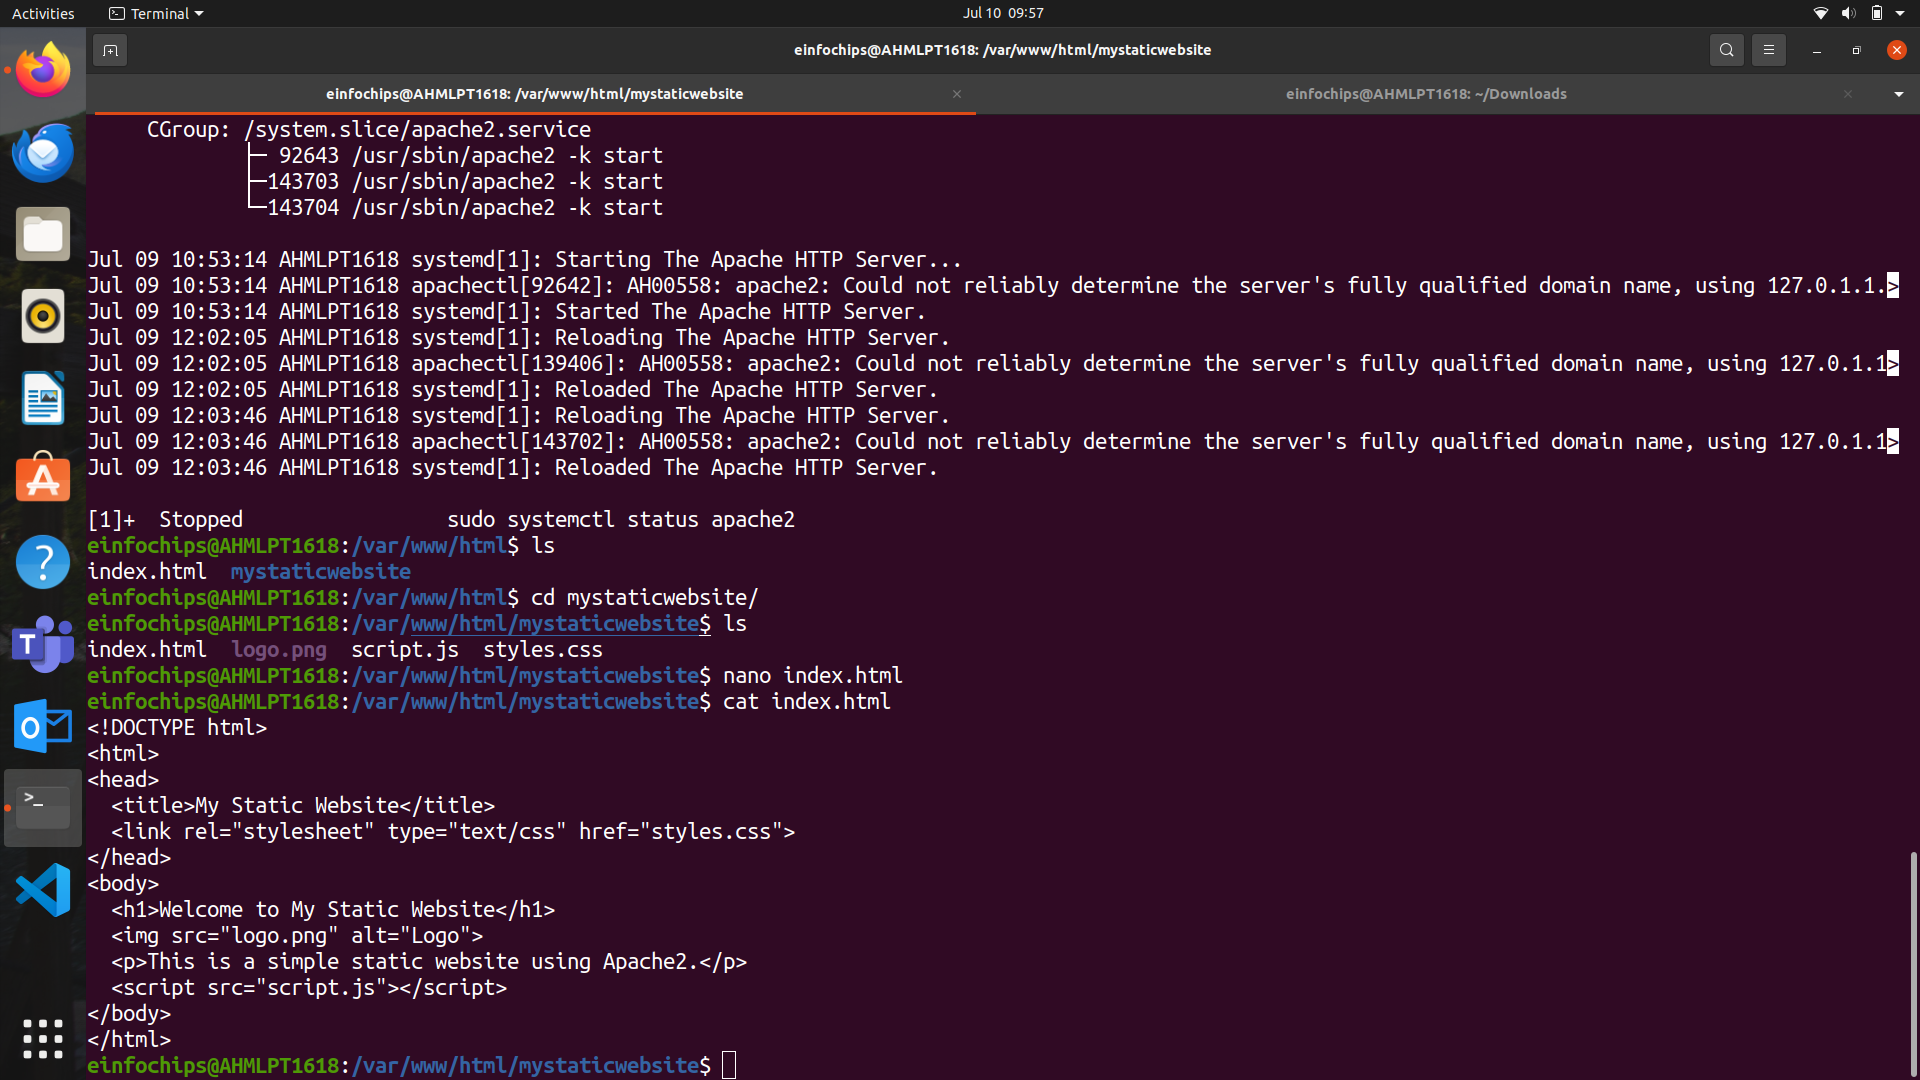 Activities Terminal Jul 10 09:57
einfochips@AHMLPT1618: /var/www/html/mystaticwebsite
einfochips@AHMLPT1618: /var/www/html/mystaticwebsite einfochips@AHMLPT1618: ~/Downloads
CGroup: /system.slice/apache2.service
├─ 92643 /usr/sbin/apache2 -k start
├─143703 /usr/sbin/apache2 -k start
└─143704 /usr/sbin/apache2 -k start
Jul 09 10:53:14 AHMLPT1618 systemd[1]: Starting The Apache HTTP Server...
Jul 09 10:53:14 AHMLPT1618 apachectl[92642]: AH00558: apache2: Could not reliably determine the server's fully qualified domain name, using 127.0.1.1.>
Jul 09 10:53:14 AHMLPT1618 systemd[1]: Started The Apache HTTP Server.
Jul 09 12:02:05 AHMLPT1618 systemd[1]: Reloading The Apache HTTP Server.
Jul 09 12:02:05 AHMLPT1618 apachectl[139406]: AH00558: apache2: Could not reliably determine the server's fully qualified domain name, using 127.0.1.1>
Jul 09 12:02:05 AHMLPT1618 systemd[1]: Reloaded The Apache HTTP Server.
Jul 09 12:03:46 AHMLPT1618 systemd[1]: Reloading The Apache HTTP Server.
Jul 09 12:03:46 AHMLPT1618 apachectl[143702]: AH00558: apache2: Could not reliably determine the server's fully qualified domain name, using 127.0.1.1>
Jul 09 12:03:46 AHMLPT1618 systemd[1]: Reloaded The Apache HTTP Server.
[1]+  Stopped                 sudo systemctl status apache2
einfochips@AHMLPT1618:/var/www/html$ ls
index.html  mystaticwebsite
einfochips@AHMLPT1618:/var/www/html$ cd mystaticwebsite/
einfochips@AHMLPT1618:/var/www/html/mystaticwebsite$ ls
index.html  logo.png  script.js  styles.css
einfochips@AHMLPT1618:/var/www/html/mystaticwebsite$ nano index.html
einfochips@AHMLPT1618:/var/www/html/mystaticwebsite$ cat index.html
<!DOCTYPE html>
<html>
<head>
  <title>My Static Website</title>
  <link rel="stylesheet" type="text/css" href="styles.css">
</head>
<body>
  <h1>Welcome to My Static Website</h1>
  <img src="logo.png" alt="Logo">
  <p>This is a simple static website using Apache2.</p>
  <script src="script.js"></script>
</body>
</html>
einfochips@AHMLPT1618:/var/www/html/mystaticwebsite$